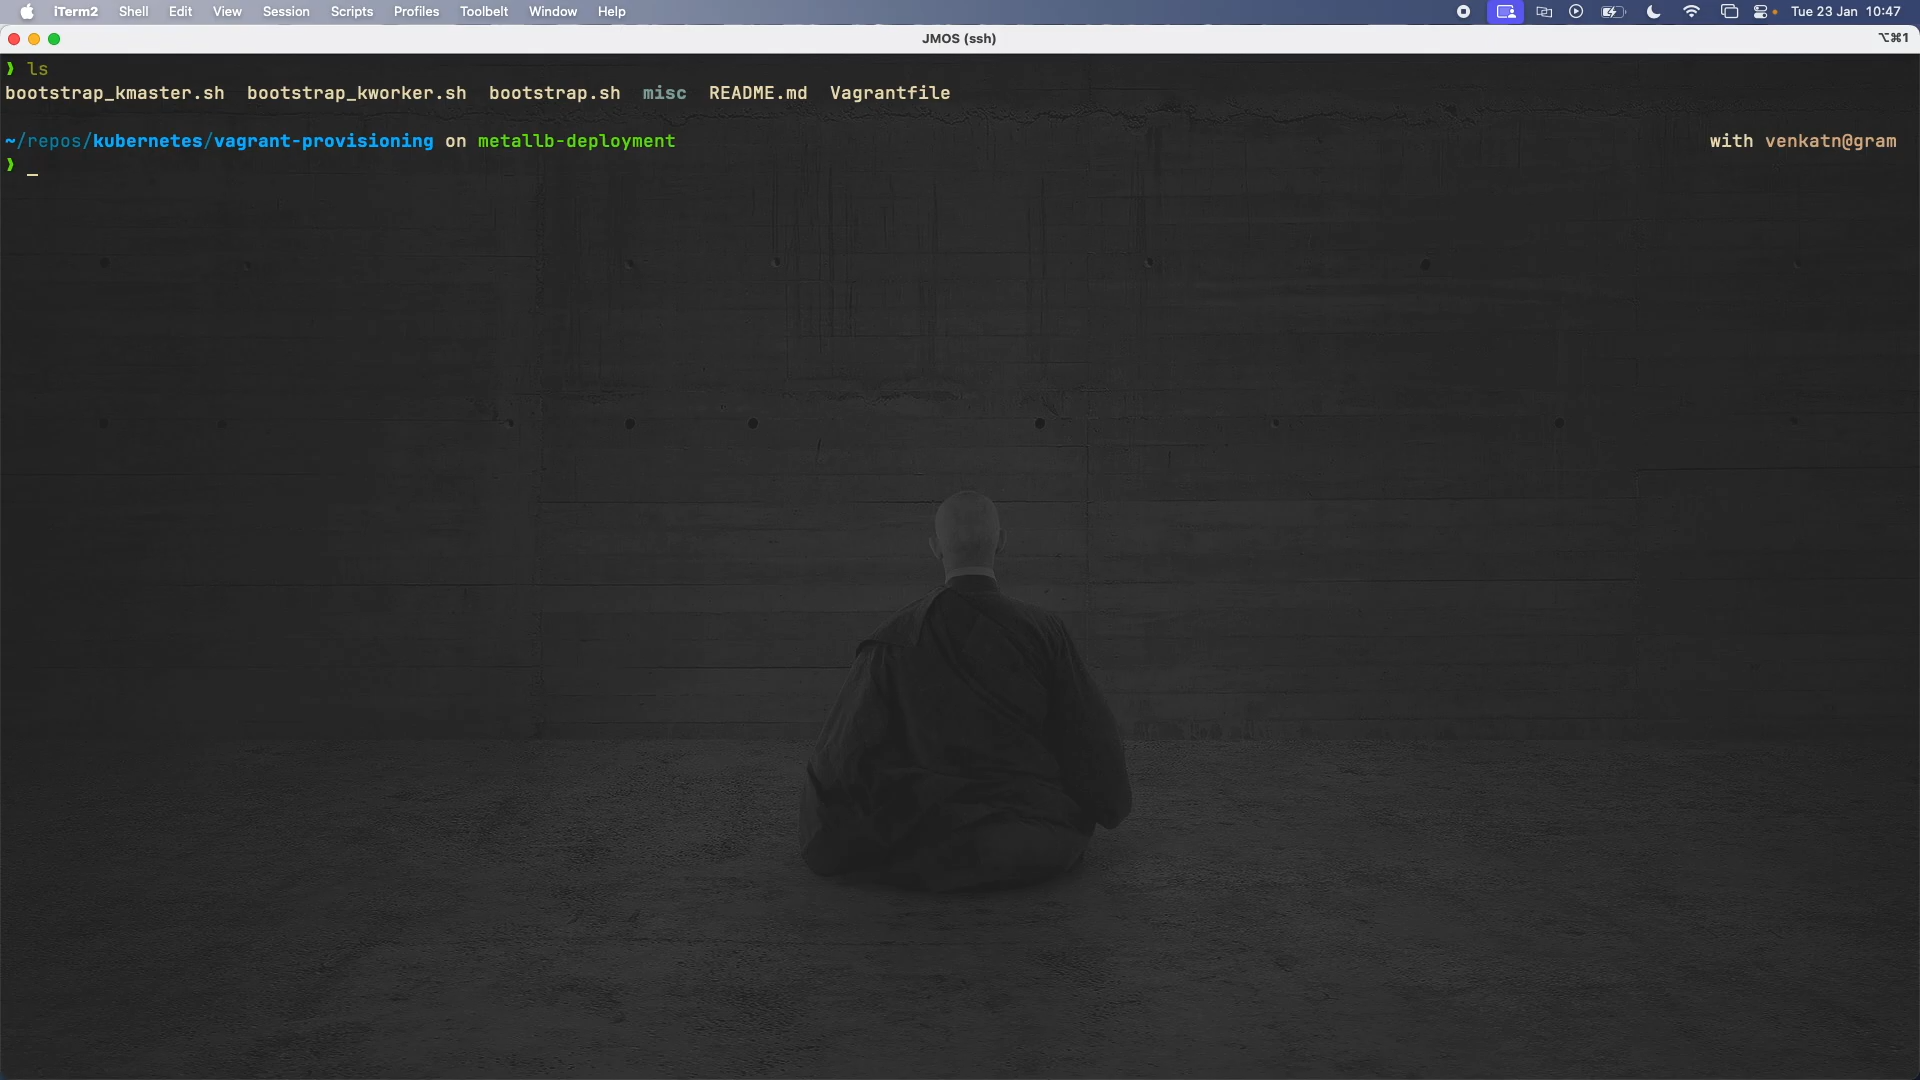 iTerm2 Shell Edit View Session Scripts Profiles Toolbelt Window Help Tue 23 Jan 10:47
JMOS (ssh) ⌥⌘1
❯ ls
bootstrap_kmaster.sh bootstrap_kworker.sh bootstrap.sh misc README.md Vagrantfile
~/repos/kubernetes/vagrant-provisioning on metallb-deployment with venkatn@gram
❯ _